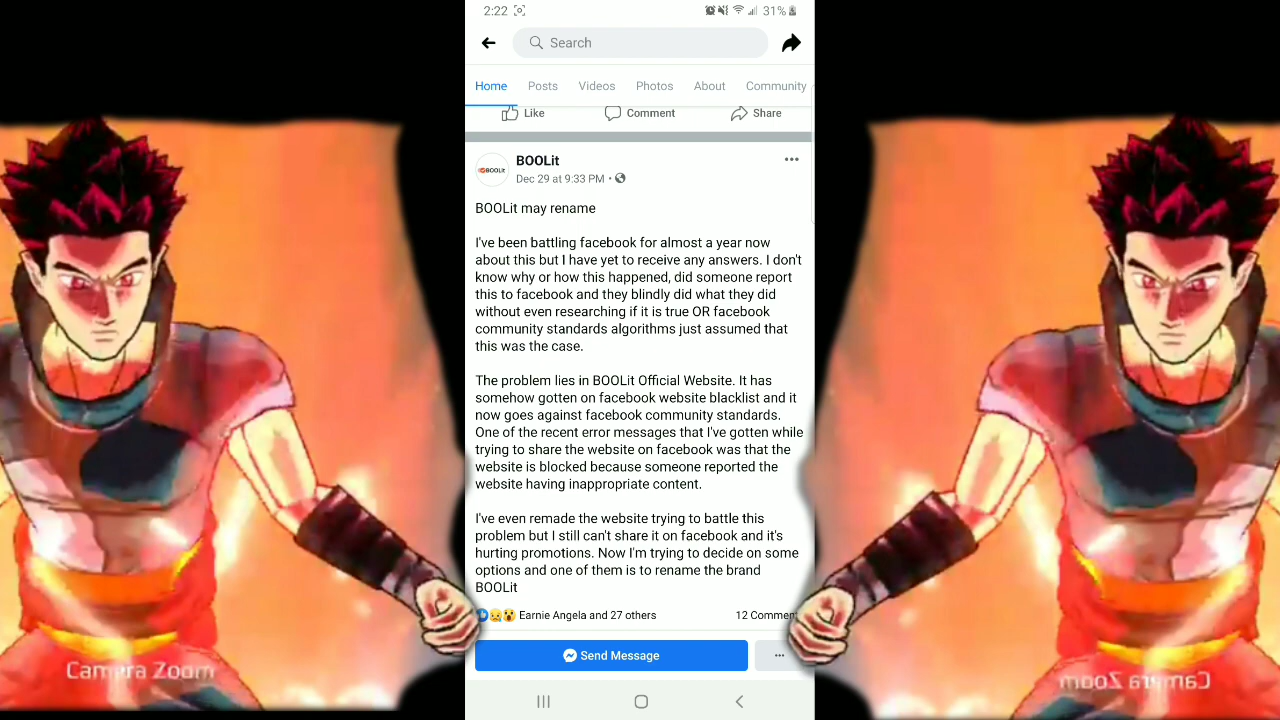 2:22
31%
Search
Home Posts Videos Photos About Community
Like Comment Share
BOOLit
BOOLit
Dec 29 at 9:33 PM •
BOOLit may rename
I've been battling facebook for almost a year now
about this but I have yet to receive any answers. I don't
know why or how this happened, did someone report
this to facebook and they blindly did what they did
without even researching if it is true OR facebook
community standards algorithms just assumed that
this was the case.
The problem lies in BOOLit Official Website. It has
somehow gotten on facebook website blacklist and it
now goes against facebook community standards.
One of the recent error messages that I've gotten while
trying to share the website on facebook was that the
website is blocked because someone reported the
website having inappropriate content.
I've even remade the website trying to battle this
problem but I still can't share it on facebook and it's
hurting promotions. Now I'm trying to decide on some
options and one of them is to rename the brand
BOOLit
Earnie Angela and 27 others 12 Comment
Send Message
Camera Zoom
Camera Zoom